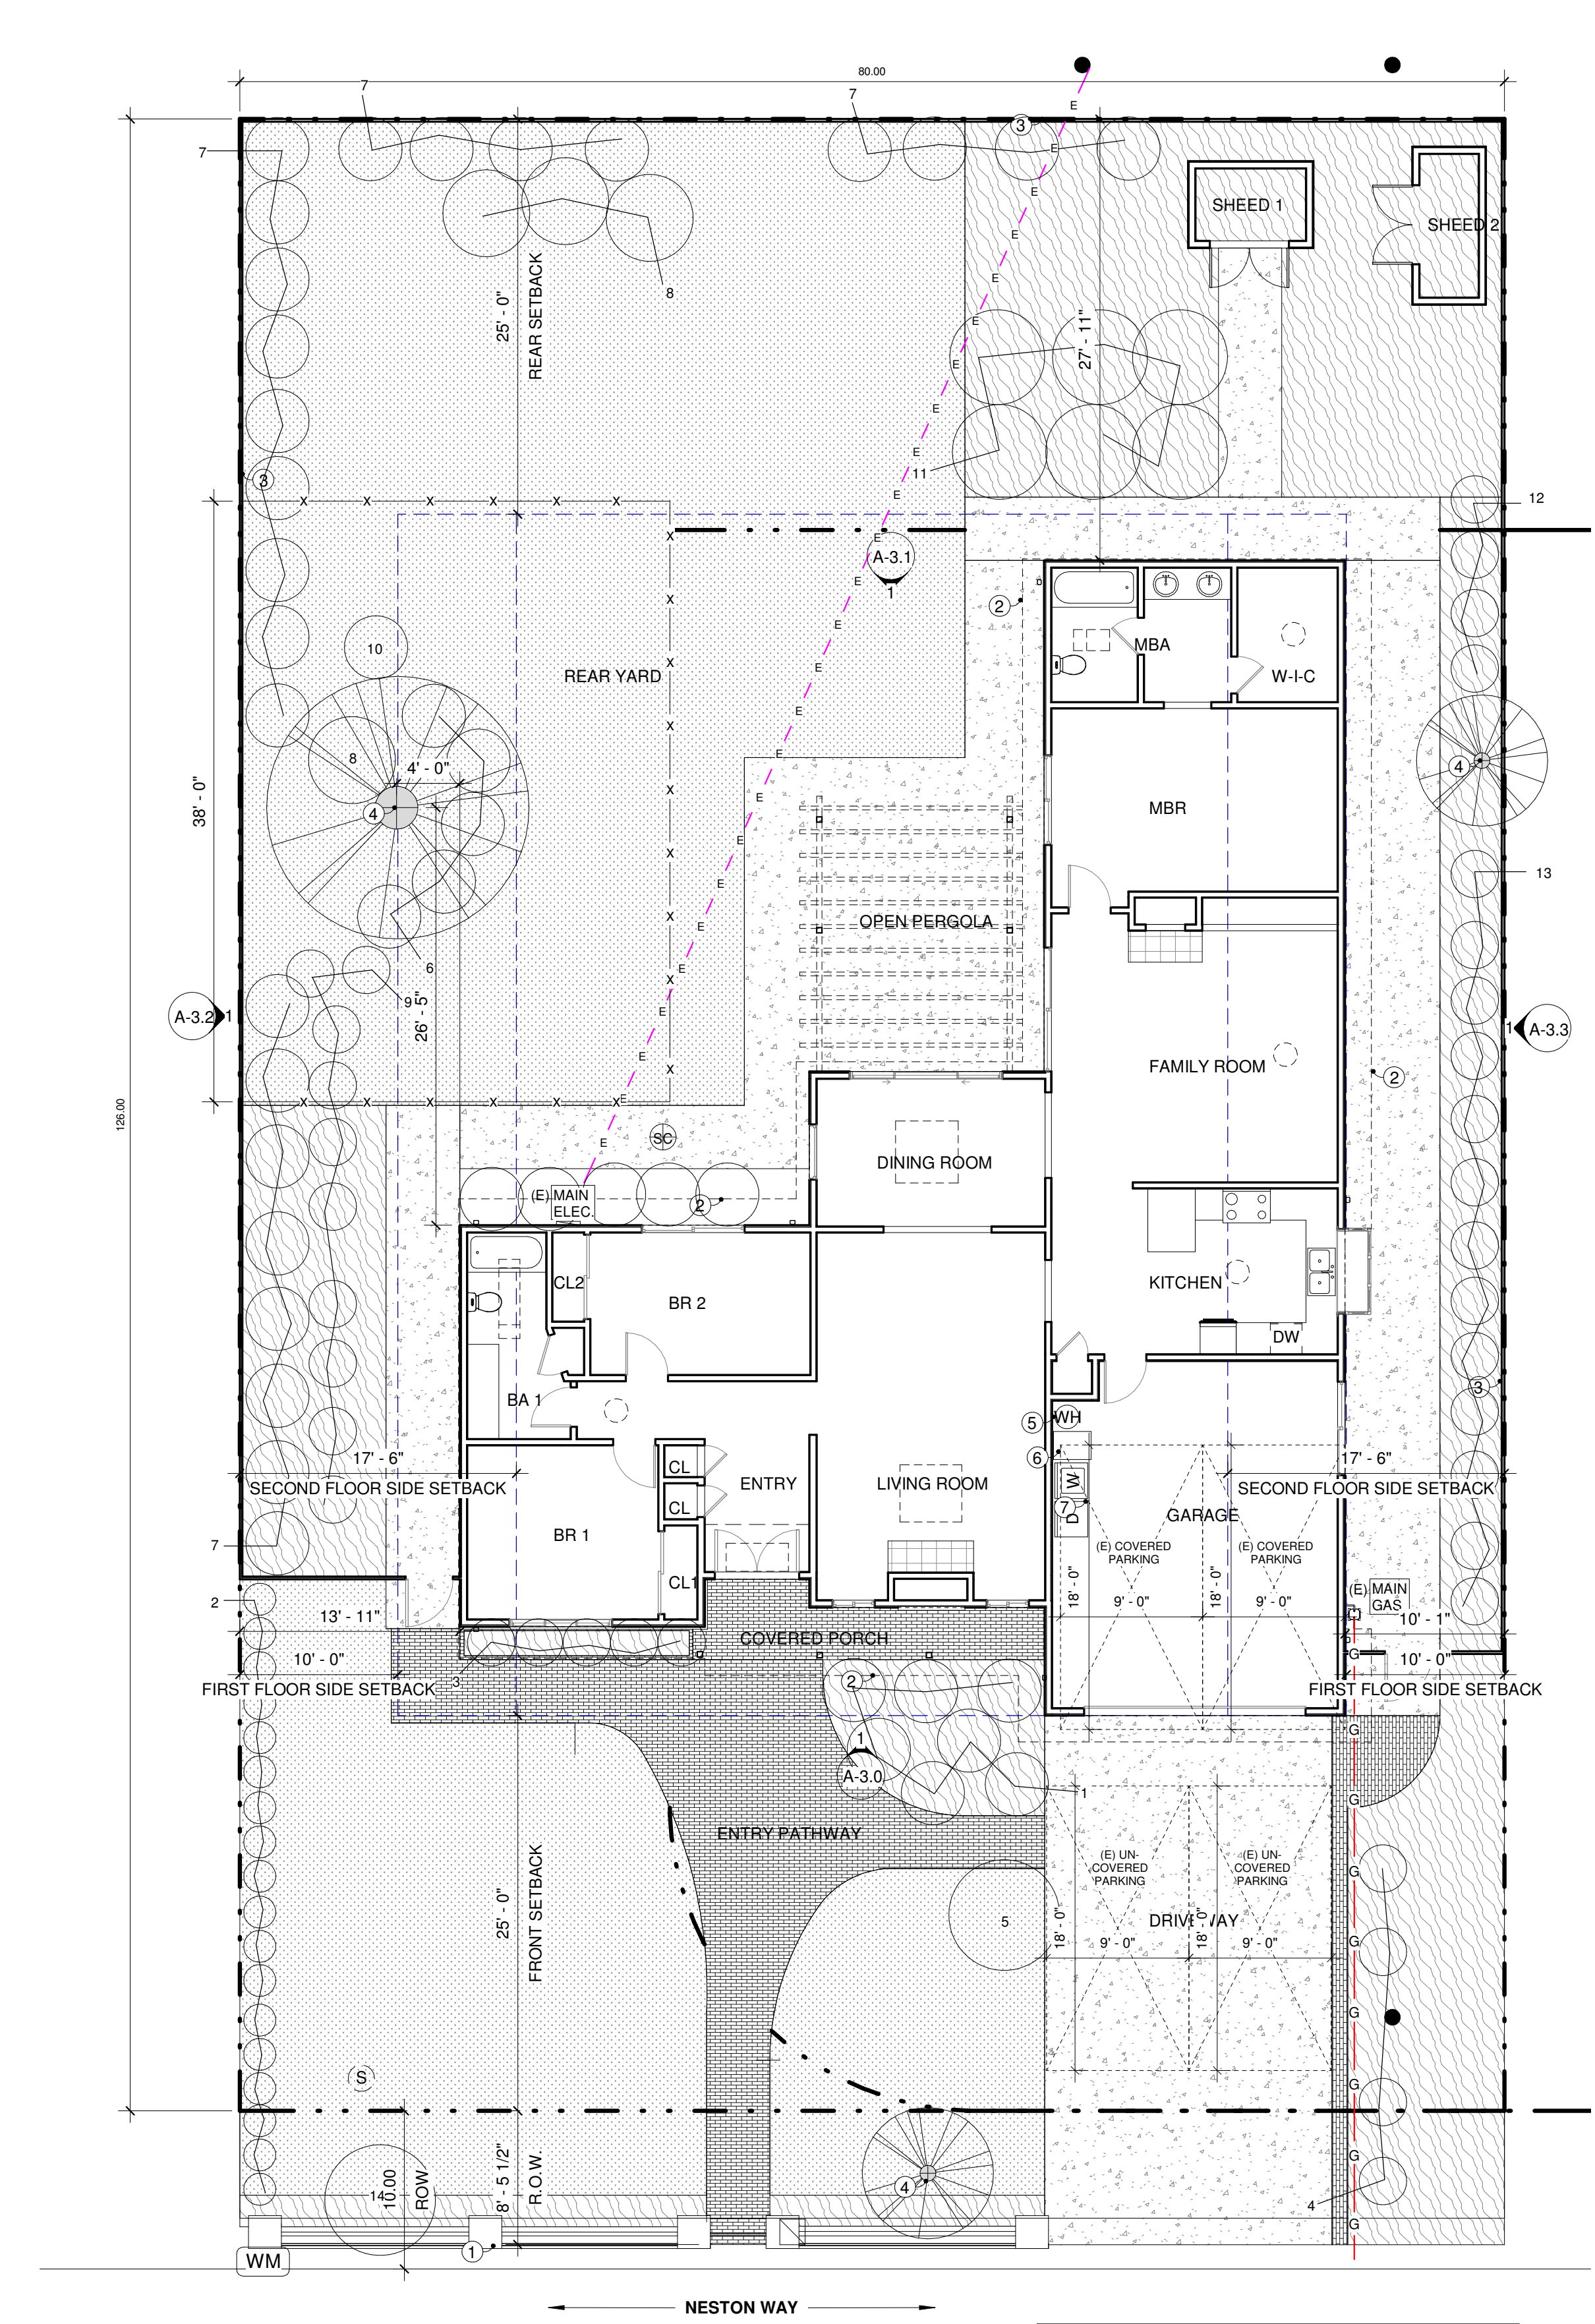 80.00
7
7
E
3
E
7
E
SHEED 1
SHEED 2
E
25' - 0"
REAR SETBACK
8
27' - 11"
E
E
E
E
E
E
11
3
E
12
X X X X X X
X
E
A-3.1
1
E
2
X
E
10
MBA
REAR YARD
X
E
W-I-C
E
X
8
4' - 0"
E
4
X
E
MBR
4
38' - 0"
4
E
X
E
13
X
E
OPEN PERGOLA
6
E
X
9
26' - 5"
A-3.2
1
E
1
A-3.3
E
X
FAMILY ROOM
2
126.00
X X X X X X
E
E
SC
DINING ROOM
(E) MAIN
ELEC.
2
CL2
BR 2
KITCHEN
DW
BA 1
3
5
WH
6
17' - 6"
SECOND FLOOR SIDE SETBACK
CL
CL
ENTRY
LIVING ROOM
W
D
7
17' - 6"
SECOND FLOOR SIDE SETBACK
GARAGE
BR 1
7
(E) COVERED
PARKING
(E) COVERED
PARKING
CL1
18' - 0"
9' - 0"
18' - 0"
9' - 0"
(E) MAIN
GAS
2
13' - 11"
10' - 1"
COVERED PORCH
10' - 0"
FIRST FLOOR SIDE SETBACK
3
2
G
10' - 0"
FIRST FLOOR SIDE SETBACK
1
A-3.0
1
G
G
ENTRY PATHWAY
(E) UN-
COVERED
PARKING
(E) UN-
COVERED
PARKING
G
25' - 0"
FRONT SETBACK
5
18' - 0"
DRIVEWAY
18' - 0"
9' - 0"
9' - 0"
G
G
S
G
G
14
10.00
ROW
8' - 5 1/2"
R.O.W.
4
4
G
1
WM
NESTON WAY